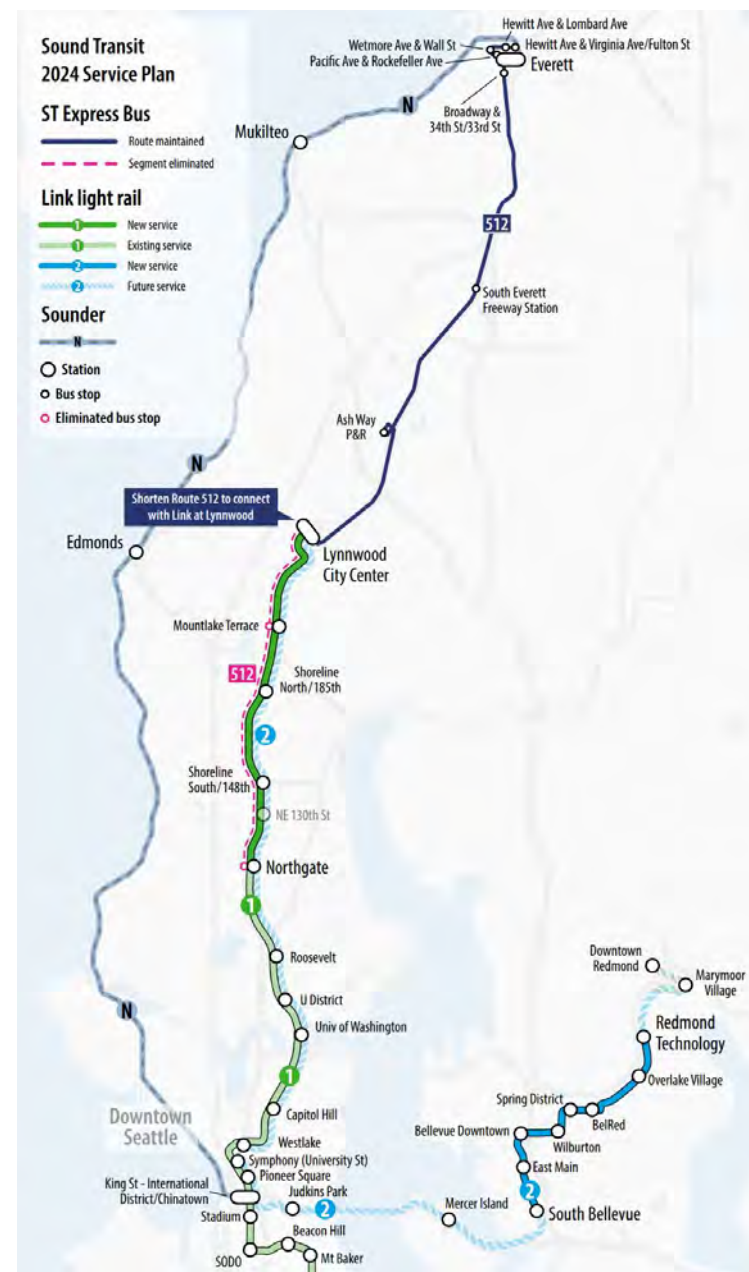 Sound Transit
2024 Service Plan
ST Express Bus
Route maintained
Segment eliminated
Link light rail
1 New service
1 Existing service
2 New service
2 Future service
Sounder
N
Station
Bus stop
Eliminated bus stop
Hewitt Ave & Lombard Ave
Wetmore Ave & Wall St
Hewitt Ave & Virginia Ave/Fulton St
Pacific Ave & Rockefeller Ave
Everett
Broadway &
34th St/33rd St
N
Mukilteo
512
South Everett
Freeway Station
Ash Way
P&R
N
Shorten Route 512 to connect
with Link at Lynnwood
Edmonds
Lynnwood
City Center
Mountlake Terrace
512
Shoreline
North/185th
2
Shoreline
South/148th
NE 130th St
Northgate
1
Roosevelt
U District
Univ of Washington
N
1
Capitol Hill
Downtown
Seattle
Westlake
Symphony (University St)
Pioneer Square
King St - International
District/Chinatown
Judkins Park
2
Stadium
Beacon Hill
SODO
Mt Baker
Mercer Island
Downtown
Redmond
Marymoor
Village
Redmond
Technology
Overlake Village
Spring District
BelRed
Bellevue Downtown
Wilburton
East Main
2
South Bellevue